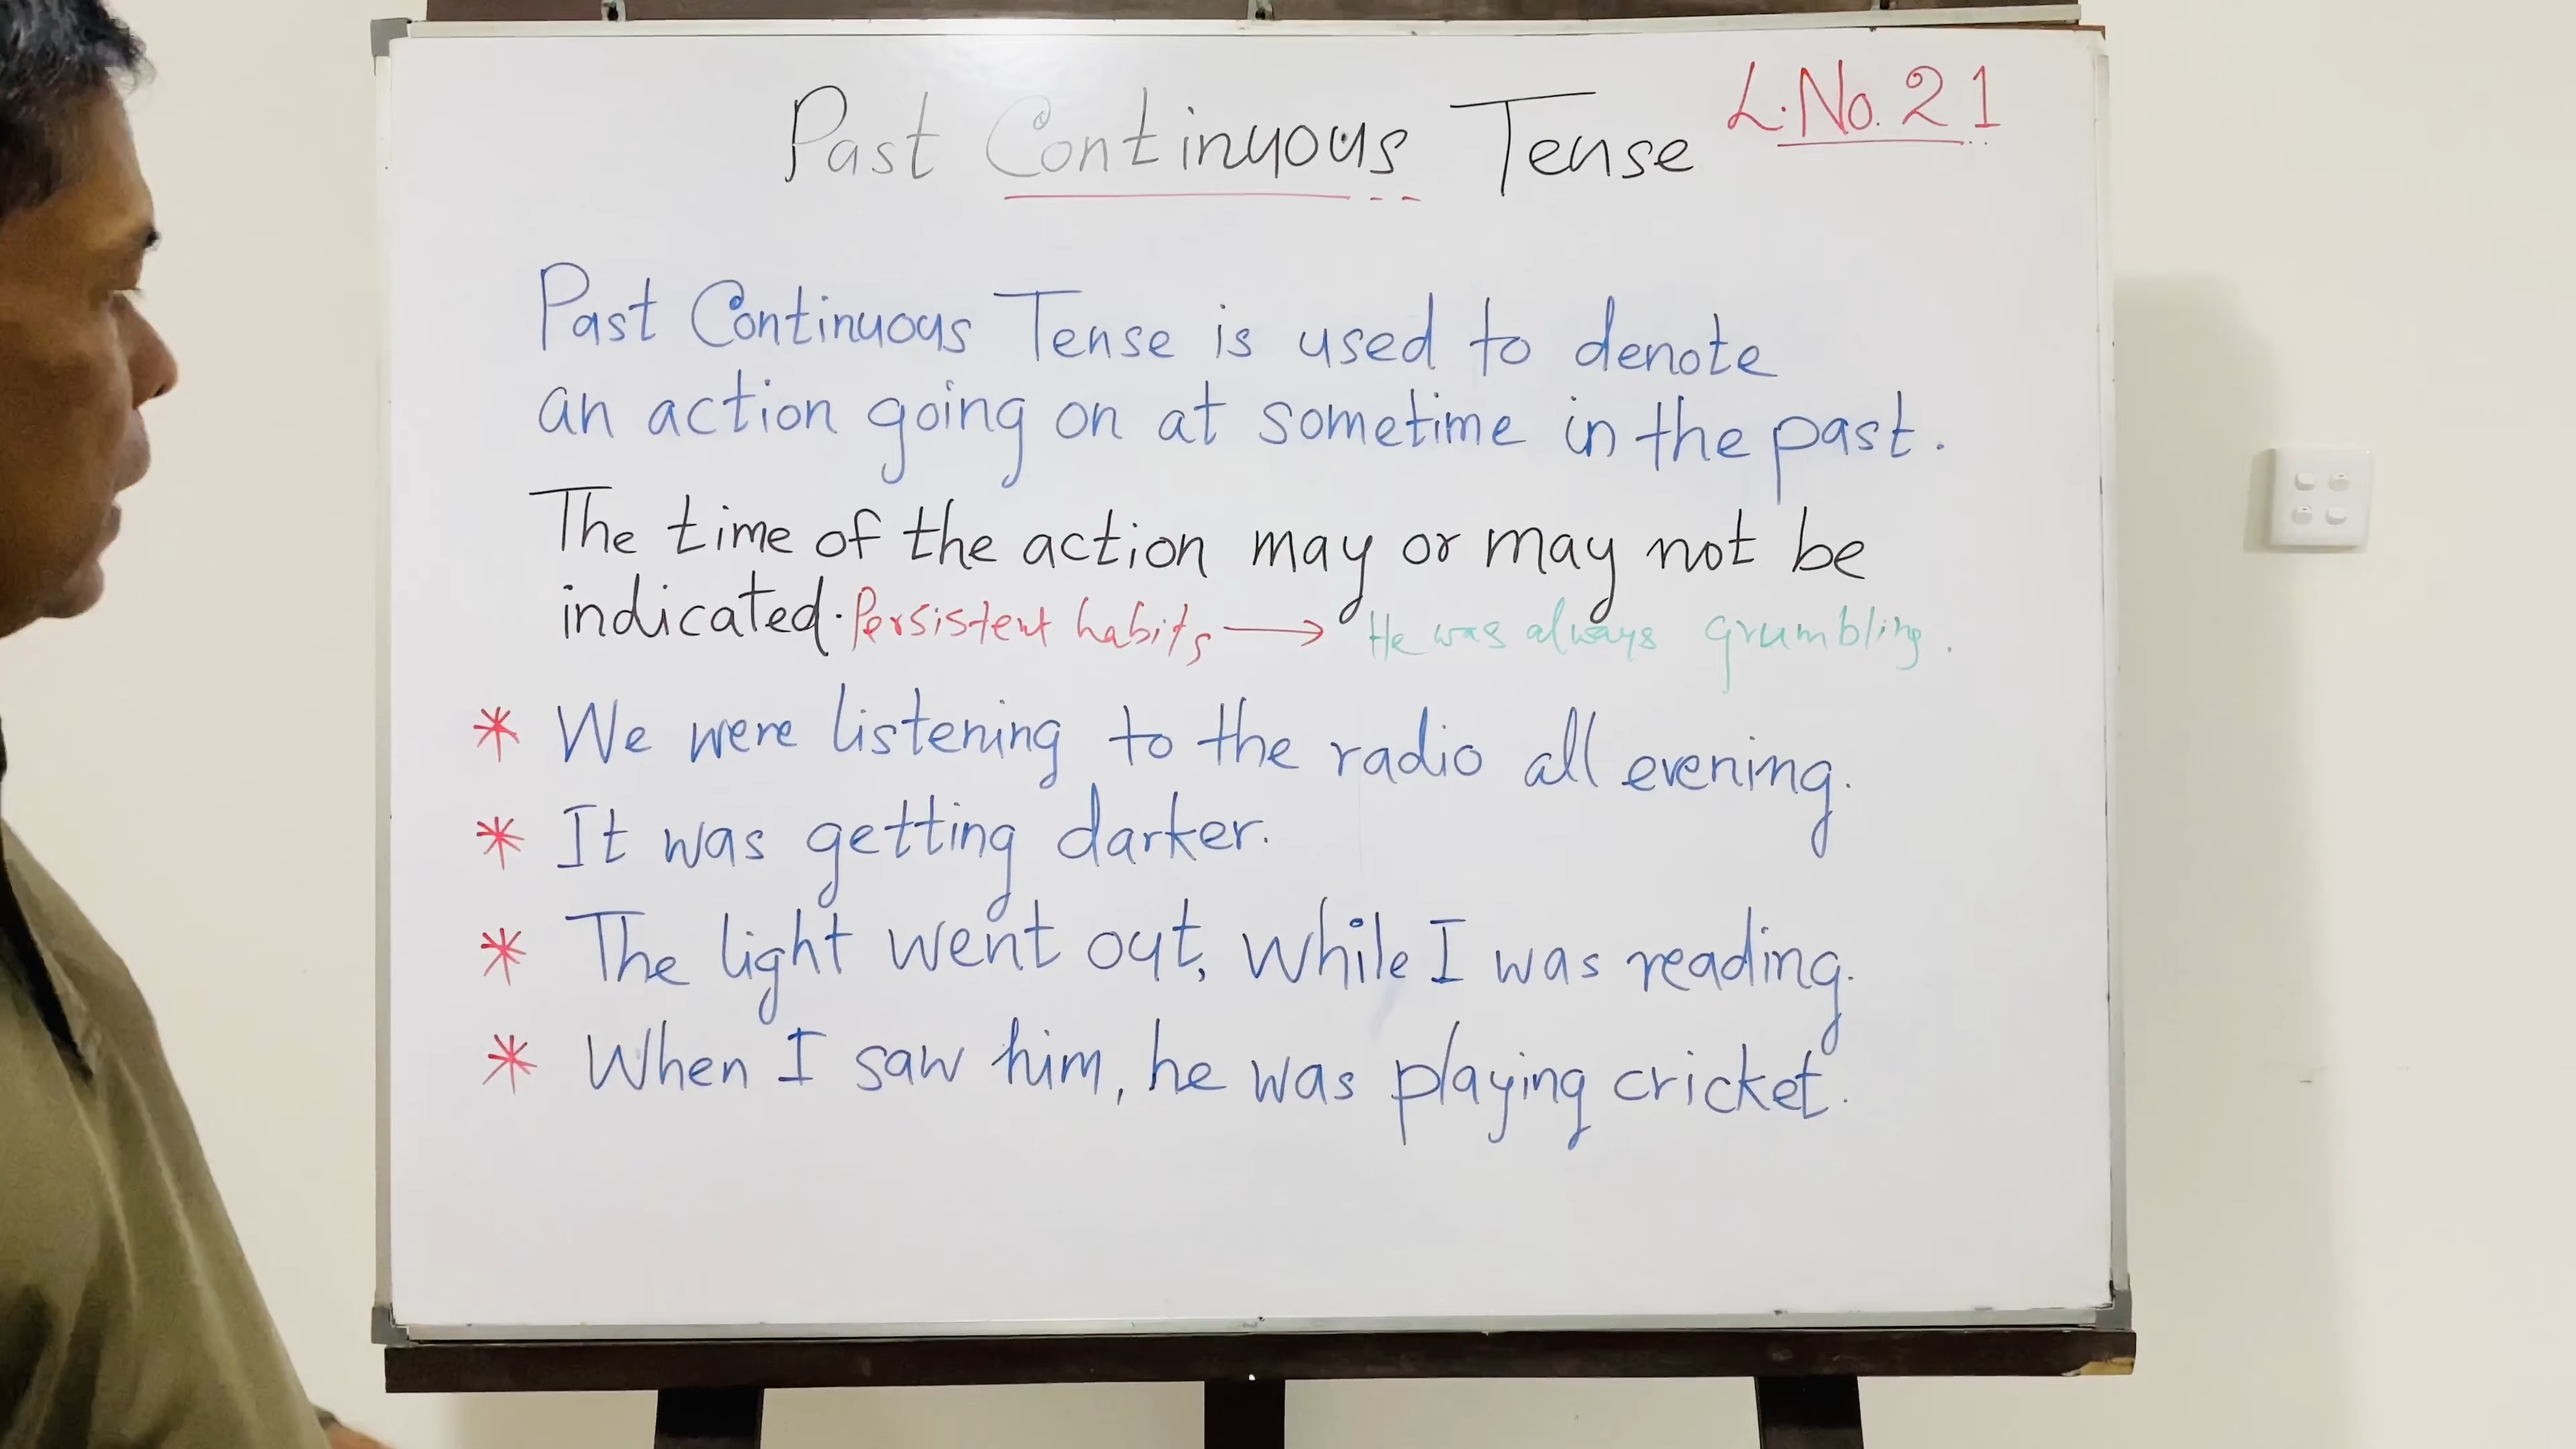 Past Continuous Tense L.No. 21
Past Continuous Tense is used to denote
an action going on at sometime in the past.
The time of the action may or may not be
indicated. Persistent habits → He was always grumbling.
* We were listening to the radio all evening.
* It was getting darker.
* The light went out, while I was reading.
* When I saw him, he was playing cricket.